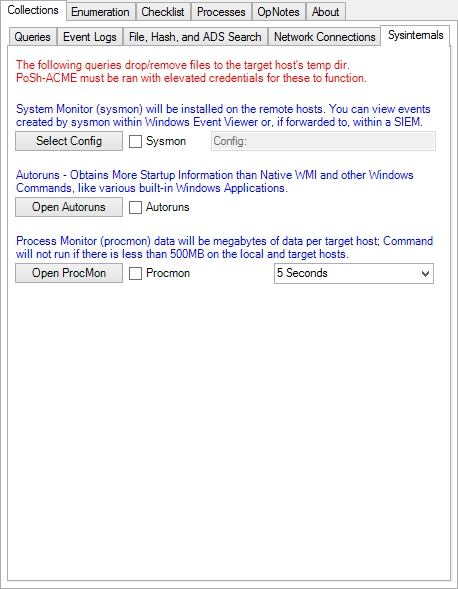 Collections Enumeration Checklist Processes OpNotes About
Queries Event Logs File, Hash, and ADS Search Network Connections Sysinternals
The following queries drop/remove files to the target host's temp dir.
PoSh-ACME must be ran with elevated credentials for these to function.
System Monitor (sysmon) will be installed on the remote hosts. You can view events
created by sysmon within Windows Event Viewer or, if forwarded to, within a SIEM.
Select Config Sysmon Config:
Autoruns - Obtains More Startup Information than Native WMI and other Windows
Commands, like various built-in Windows Applications.
Open Autoruns Autoruns
Process Monitor (procmon) data will be megabytes of data per target host; Command
will not run if there is less than 500MB on the local and target hosts.
Open ProcMon Procmon 5 Seconds